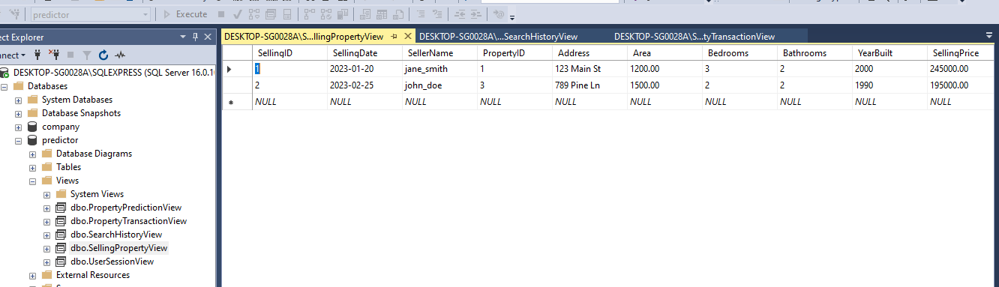 predictor
Execute
ct Explorer
nnect
DESKTOP-SG0028A\SQLEXPRESS (SQL Server 16.0.10
Databases
System Databases
Database Snapshots
company
predictor
Database Diagrams
Tables
Views
System Views
dbo.PropertyPredictionView
dbo.PropertyTransactionView
dbo.SearchHistoryView
dbo.SellingPropertyView
dbo.UserSessionView
External Resources
DESKTOP-SG0028A\S...llingPropertyView DESKTOP-SG0028A\...SearchHistoryView DESKTOP-SG0028A\S...tyTransactionView
SellingID SellingDate SellerName PropertyID Address Area Bedrooms Bathrooms YearBuilt SellingPrice
1 2023-01-20 jane_smith 1 123 Main St 1200.00 3 2 2000 245000.00
2 2023-02-25 john_doe 3 789 Pine Ln 1500.00 2 2 1990 195000.00
NULL NULL NULL NULL NULL NULL NULL NULL NULL NULL